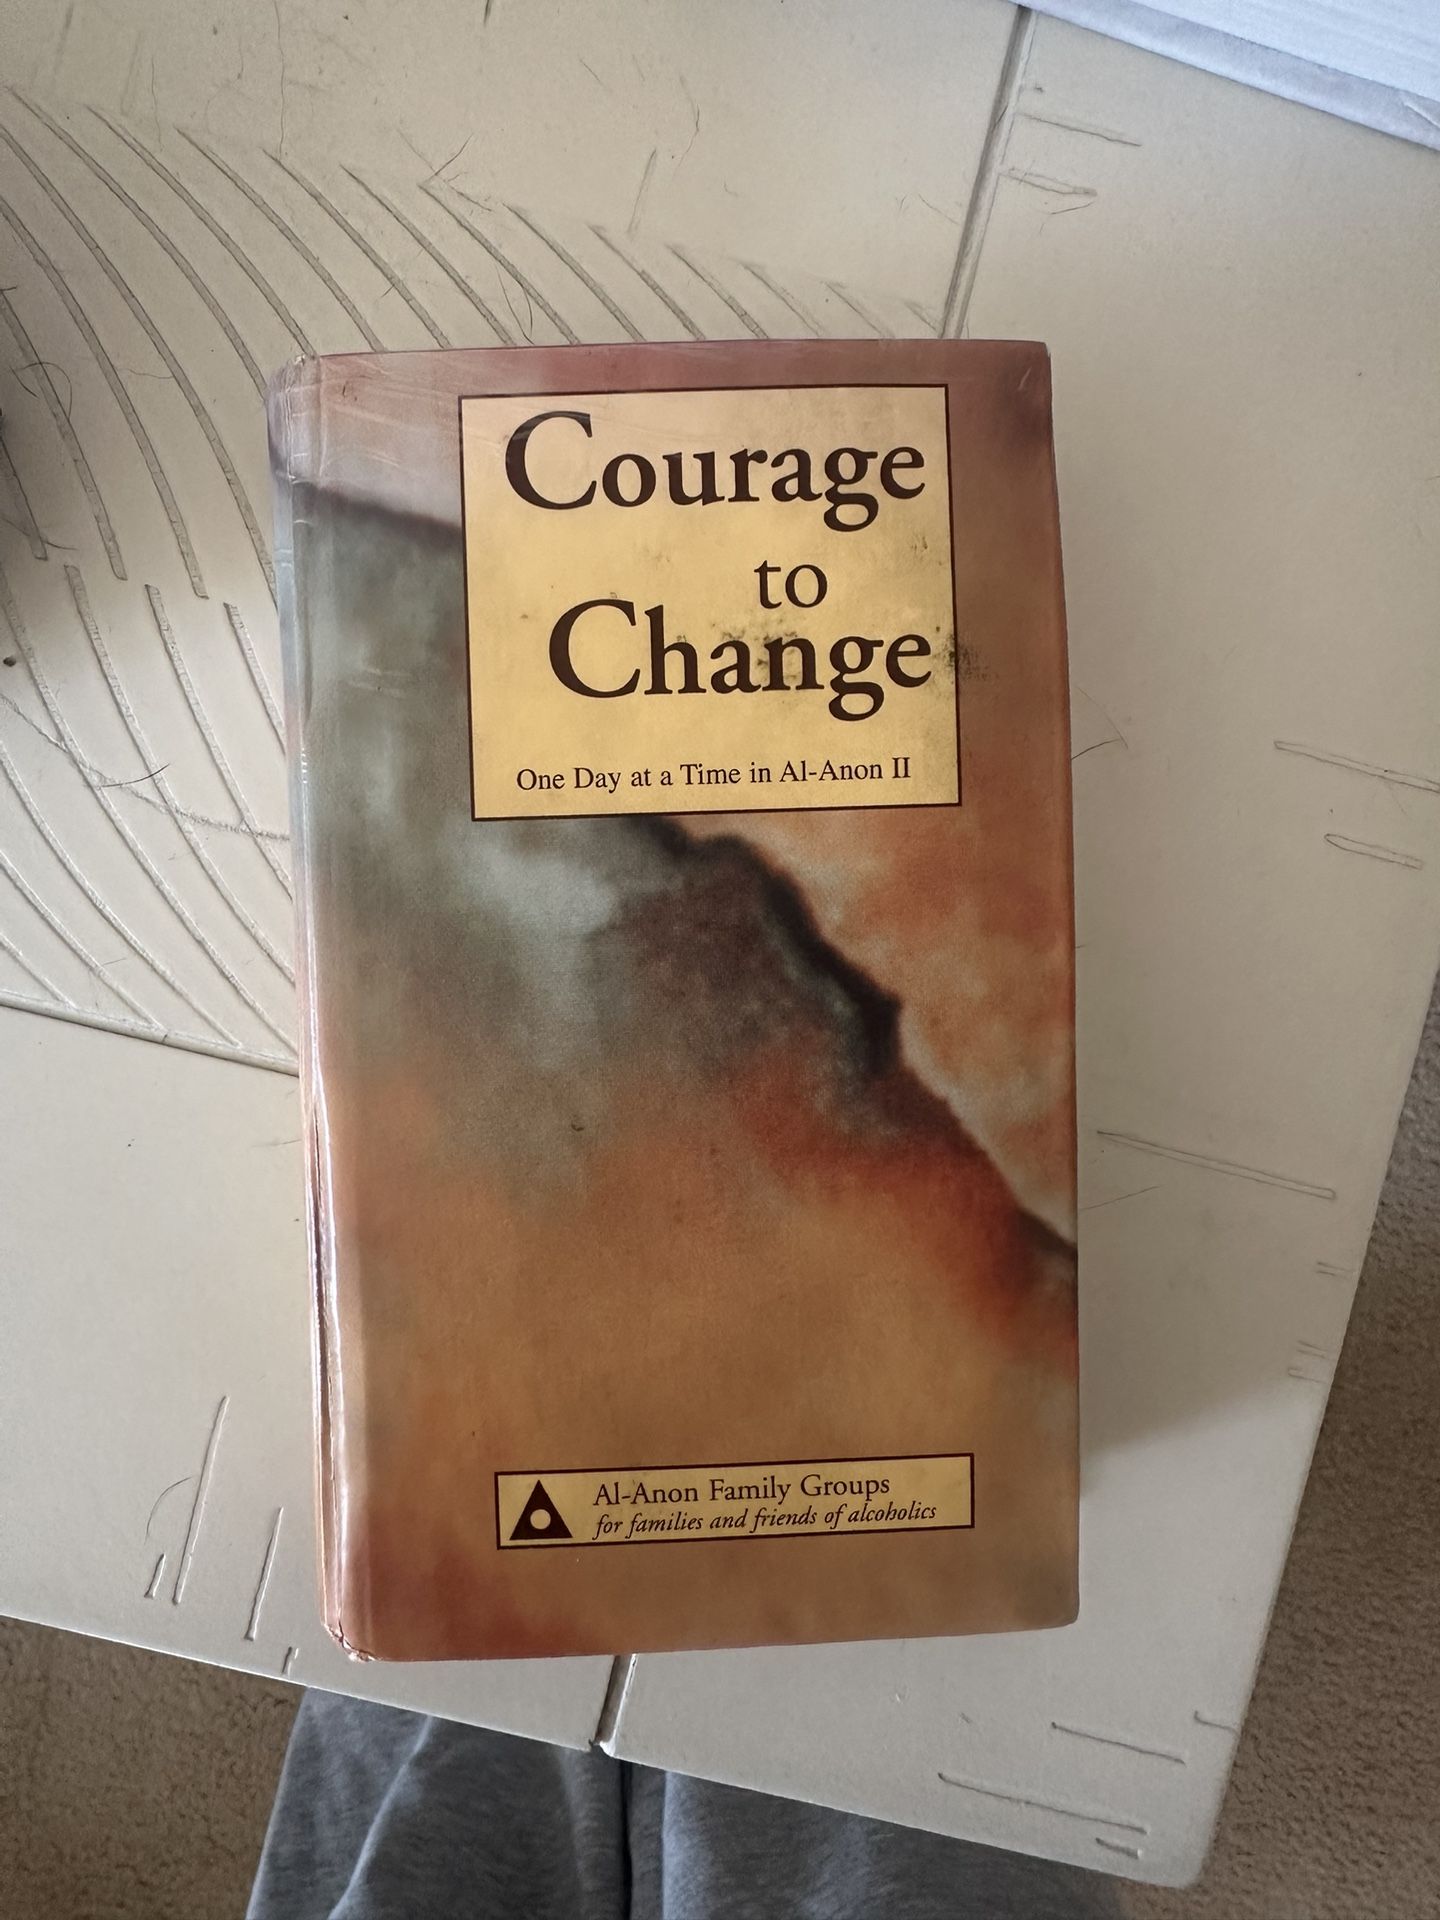 Courage
to
Change
One Day at a Time in Al-Anon II
Al-Anon Family Groups
for families and friends of alcoholics